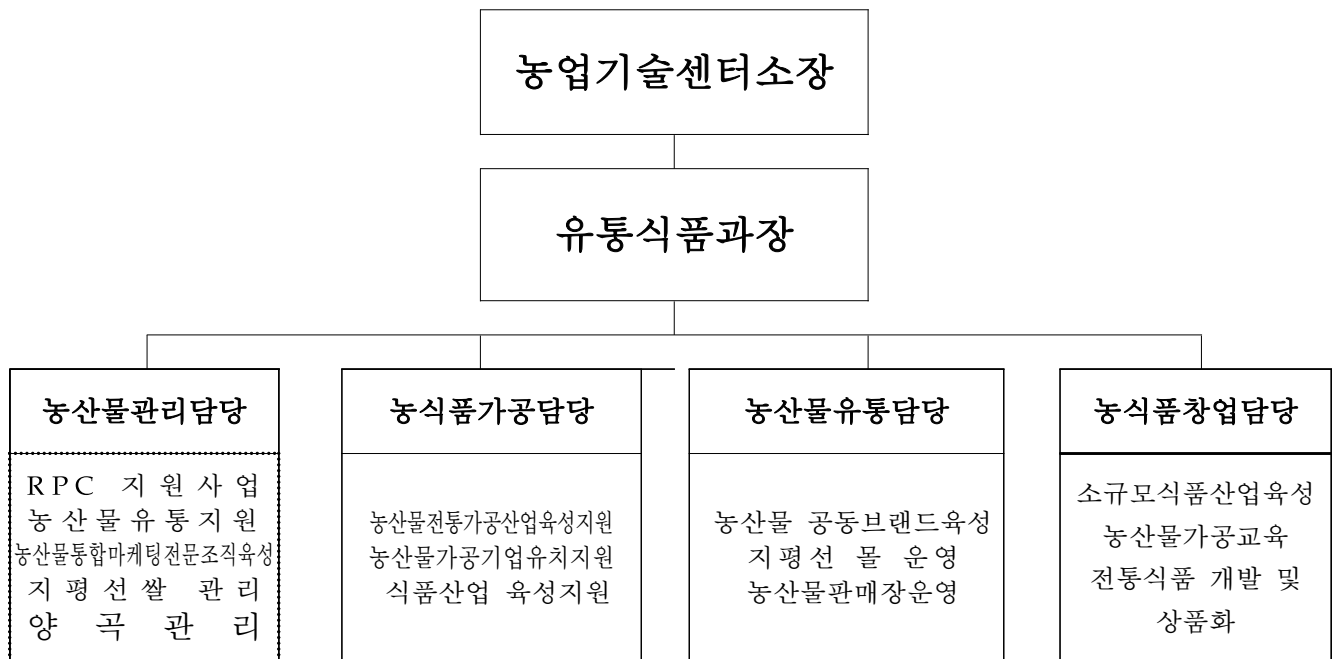 농업기술센터소장
유통식품과장
농산물관리담당
RPC 지원사업
농산물유통지원
농산물통합마케팅전문조직육성
지평선쌀 관리
양곡관리
농식품가공담당
농산물전통가공산업육성지원
농산물가공기업유치지원
식품산업 육성지원
농산물유통담당
농산물 공동브랜드육성
지평선 몰 운영
농산물판매장운영
농식품창업담당
소규모식품산업육성
농산물가공교육
전통식품 개발 및
상품화